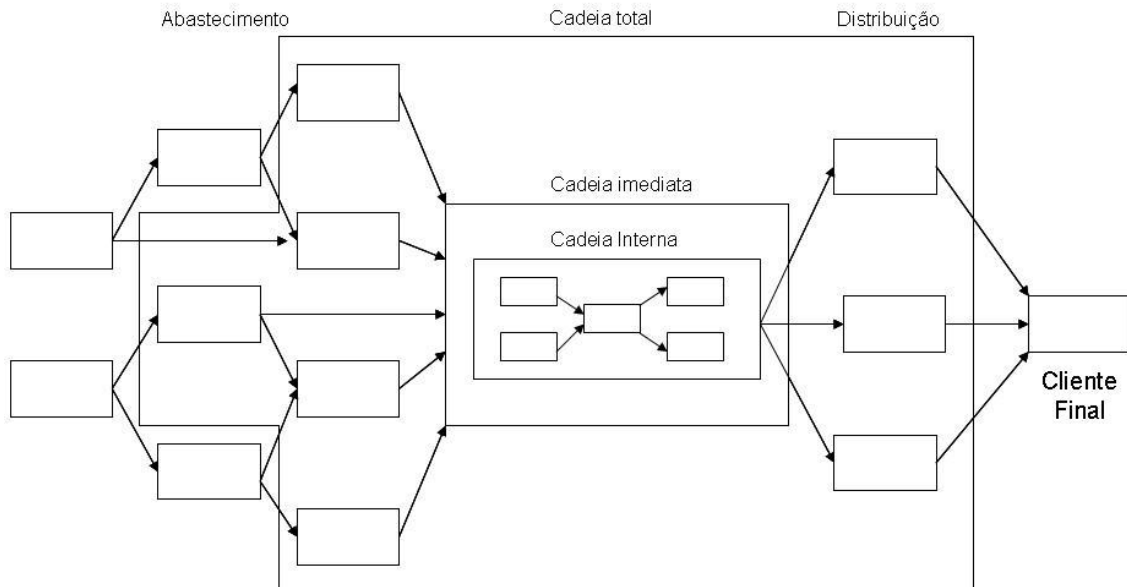 Abastecimento
Cadeia total
Distribuição
Cadeia imediata
Cadeia Interna
Cliente
Final